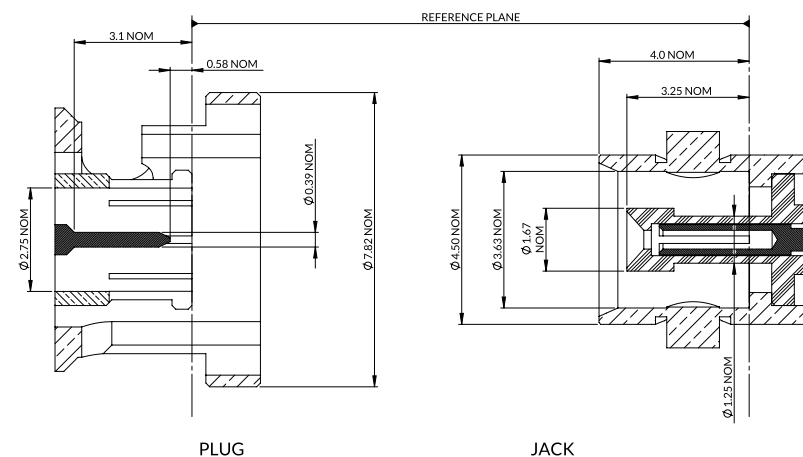 REFERENCE PLANE
3.1 NOM
0.58 NOM
4.0 NOM
3.25 NOM
Ø 2.75 NOM
Ø 0.39 NOM
Ø 7.82 NOM
Ø 4.50 NOM
Ø 3.63 NOM
Ø 1.67
NOM
Ø 1.25 NOM
PLUG
JACK